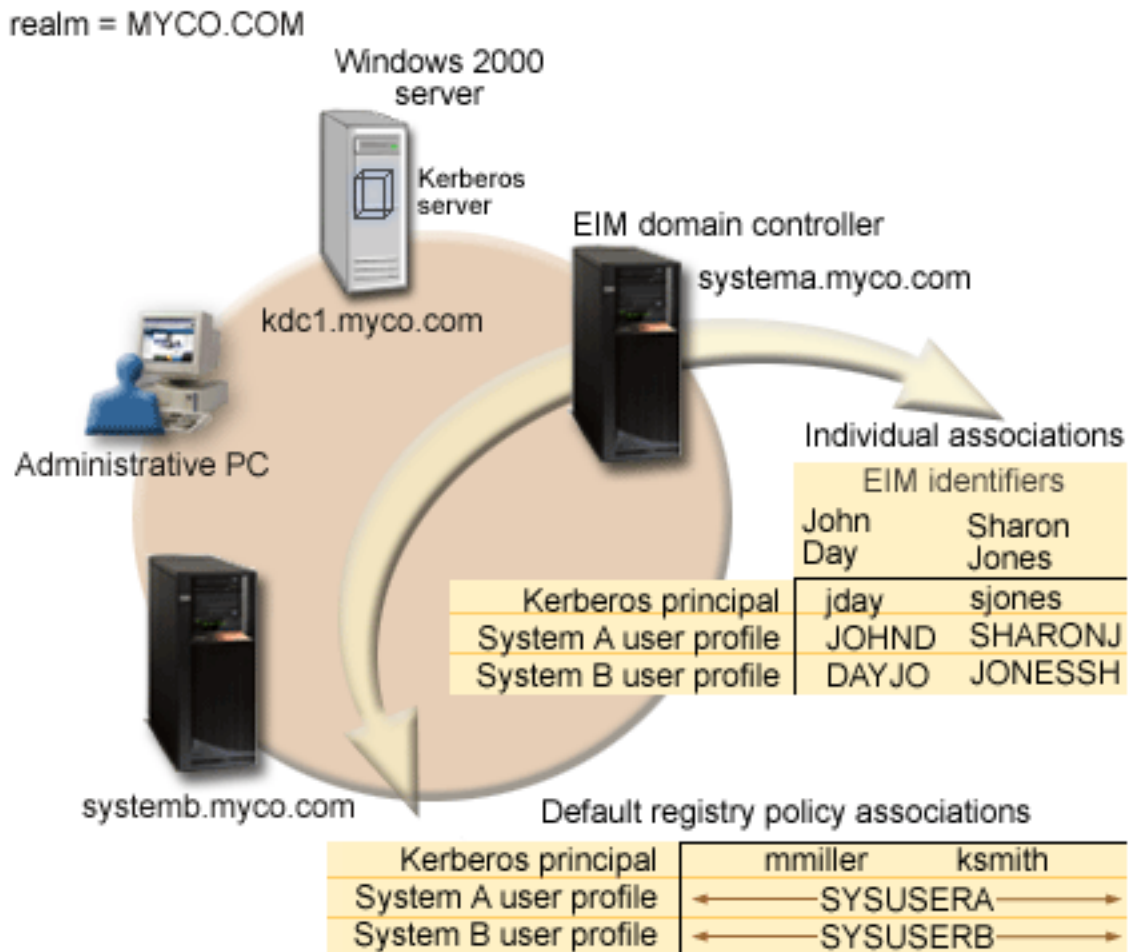 realm = MYCO.COM
Windows 2000
server
Kerberos
server
kdc1.myco.com
EIM domain controller
systema.myco.com
Administrative PC
systemb.myco.com
Individual associations
EIM identifiers
John Sharon
Day Jones
Kerberos principal jday sjones
System A user profile JOHND SHARONJ
System B user profile DAYJO JONESSH
Default registry policy associations
Kerberos principal mmiller ksmith
System A user profile SYSUSERA
System B user profile SYSUSERB